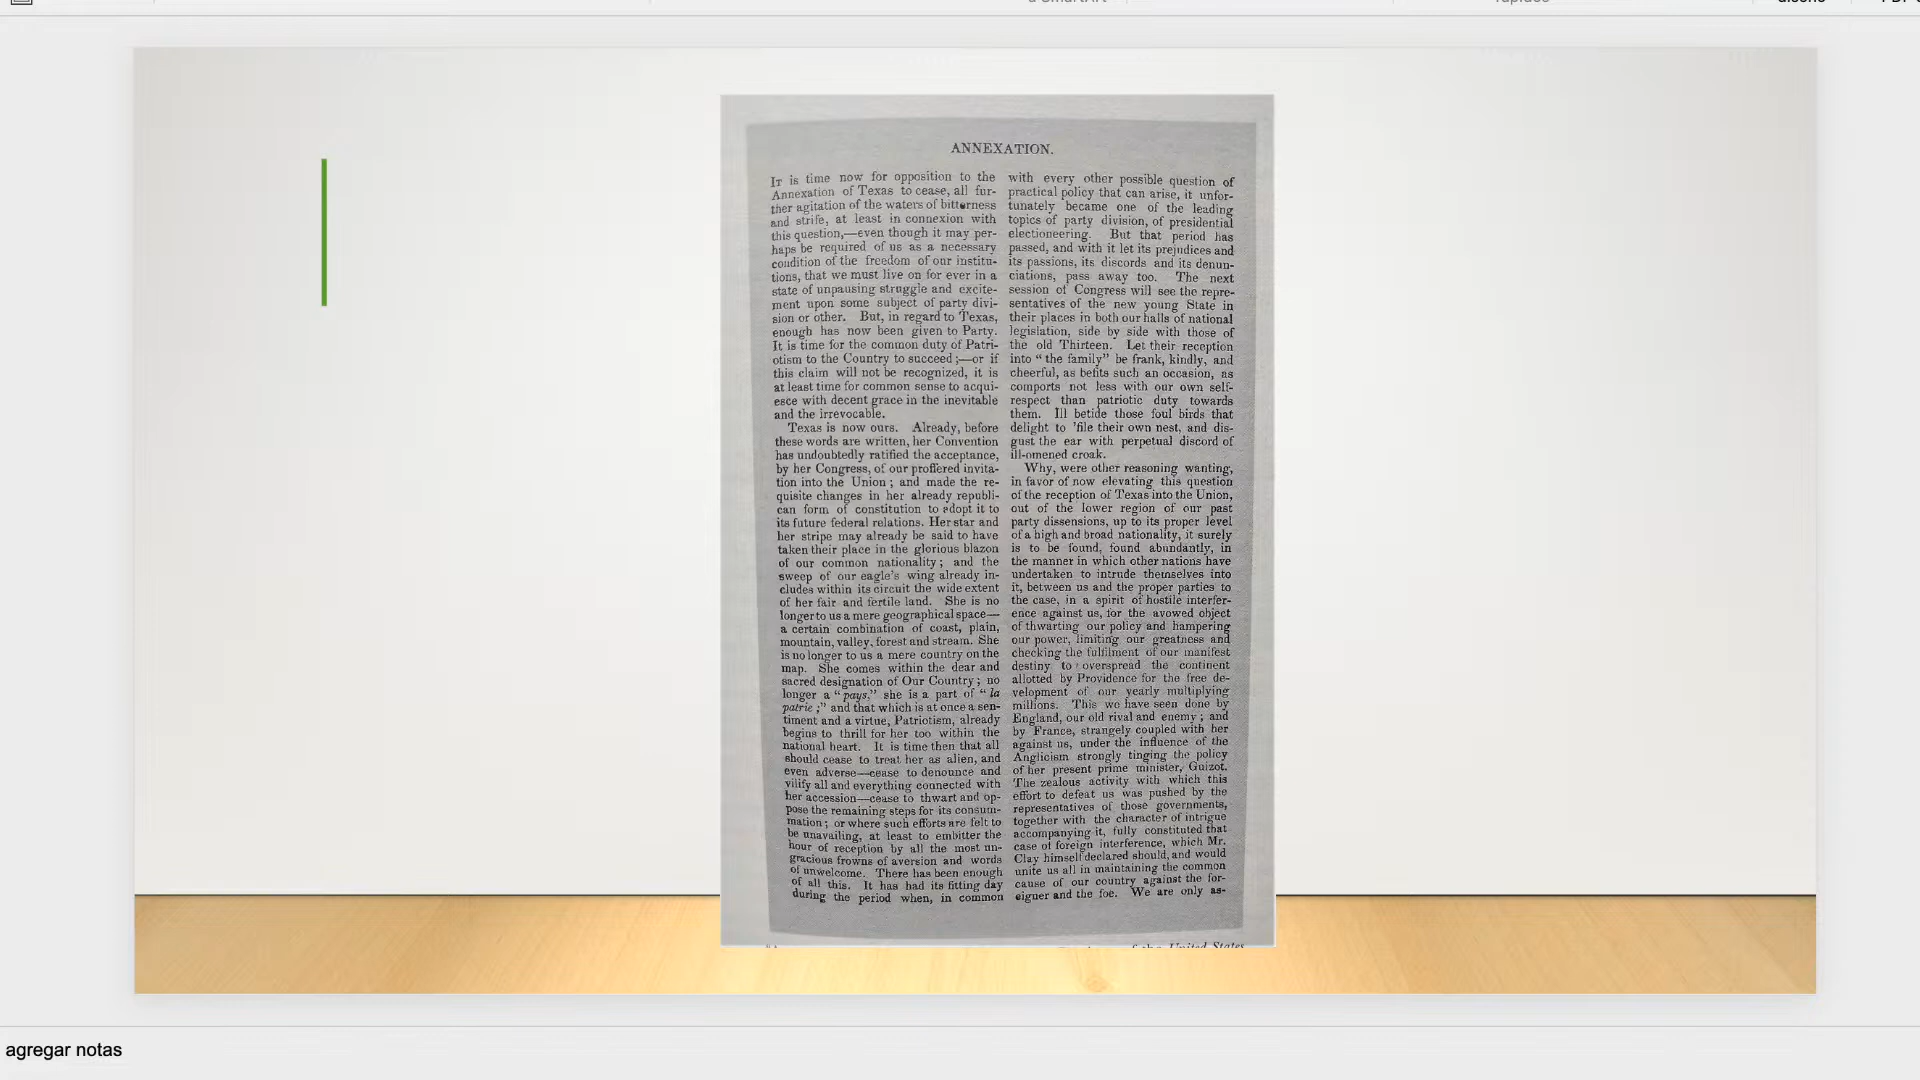 diseño
ANNEXATION.
IT is time now for opposition to the
Annexation of Texas to cease, all fur-
ther agitation of the waters of bitterness
and strife, at least in connexion with
this question,—even though it may per-
haps be required of us as a necessary
condition of the freedom of our institu-
tions, that we must live on for ever in a
state of unpausing struggle and excite-
ment upon some subject of party divi-
sion or other. But, in regard to Texas,
enough has now been given to Party.
It is time for the common duty of Patri-
otism to the Country to succeed;—or if
this claim will not be recognized, it is
at least time for common sense to acqui-
esce with decent grace in the inevitable
and the irrevocable.
Texas is now ours. Already, before
these words are written, her Convention
has undoubtedly ratified the acceptance,
by her Congress, of our proffered invita-
tion into the Union; and made the re-
quisite changes in her already republi-
can form of constitution to adopt it to
its future federal relations. Her star and
her stripe may already be said to have
taken their place in the glorious blazon
of our common nationality; and the
sweep of our eagle's wing already in-
cludes within its circuit the wide extent
of her fair and fertile land. She is no
longer to us a mere geographical space—
a certain combination of coast, plain,
mountain, valley, forest and stream. She
is no longer to us a mere country on the
map. She comes within the dear and
sacred designation of Our Country; no
longer a "pays," she is a part of "la
patrie;" and that which is at once a sen-
timent and a virtue, Patriotism, already
begins to thrill for her too within the
national heart. It is time then that all
should cease to treat her as alien, and
even adverse—cease to denounce and
vilify all and everything connected with
her accession—cease to thwart and op-
pose the remaining steps for its consum-
mation; or where such efforts are felt to
be unavailing, at least to embitter the
hour of reception by all the most un-
gracious frowns of aversion and words
of unwelcome. There has been enough
of all this. It has had its fitting day
during the period when, in common
with every other possible question of
practical policy that can arise, it unfor-
tunately became one of the leading
topics of party division, of presidential
electioneering. But that period has
passed, and with it let its prejudices and
its passions, its discords and its denun-
ciations, pass away too. The next
session of Congress will see the repre-
sentatives of the new young State in
their places in both our halls of national
legislation, side by side with those of
the old Thirteen. Let their reception
into "the family" be frank, kindly, and
cheerful, as befits such an occasion, as
comports not less with our own self-
respect than patriotic duty towards
them. Ill betide those foul birds that
delight to 'file their own nest, and dis-
gust the ear with perpetual discord of
ill-omened croak.
Why, were other reasoning wanting,
in favor of now elevating this question
of the reception of Texas into the Union,
out of the lower region of our past
party dissensions, up to its proper level
of a high and broad nationality, it surely
is to be found, found abundantly, in
the manner in which other nations have
undertaken to intrude themselves into
it, between us and the proper parties to
the case, in a spirit of hostile interfer-
ence against us, for the avowed object
of thwarting our policy and hampering
our power, limiting our greatness and
checking the fulfilment of our manifest
destiny to overspread the continent
allotted by Providence for the free de-
velopment of our yearly multiplying
millions. This we have seen done by
England, our old rival and enemy; and
by France, strangely coupled with her
against us, under the influence of the
Anglicism strongly tinging the policy
of her present prime minister, Guizot.
The zealous activity with which this
effort to defeat us was pushed by the
representatives of those governments,
together with the character of intrigue
accompanying it, fully constituted that
case of foreign interference, which Mr.
Clay himself declared should, and would
unite us all in maintaining the common
cause of our country against the for-
eigner and the foe. We are only as-
United States
agregar notas